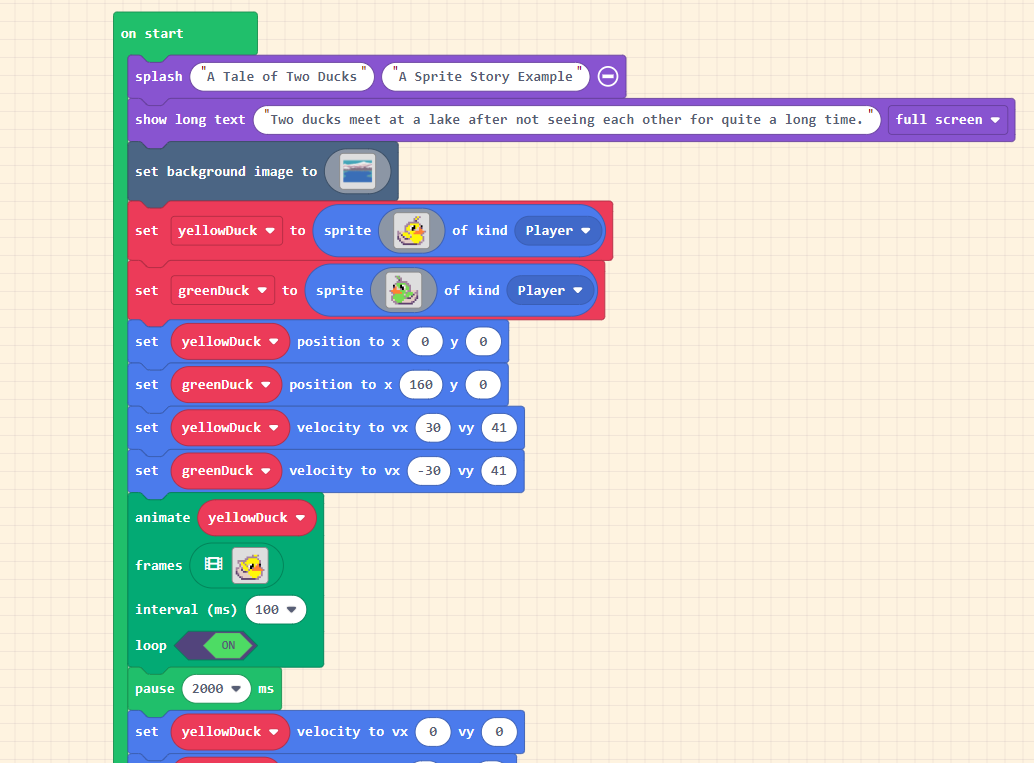 on start
splash "A Tale of Two Ducks" "A Sprite Story Example"
show long text "Two ducks meet at a lake after not seeing each other for quite a long time." full screen
set background image to
set yellowDuck to sprite of kind Player
set greenDuck to sprite of kind Player
set yellowDuck position to x 0 y 0
set greenDuck position to x 160 y 0
set yellowDuck velocity to vx 30 vy 41
set greenDuck velocity to vx -30 vy 41
animate yellowDuck
frames
interval (ms) 100
loop ON
pause 2000 ms
set yellowDuck velocity to vx 0 vy 0